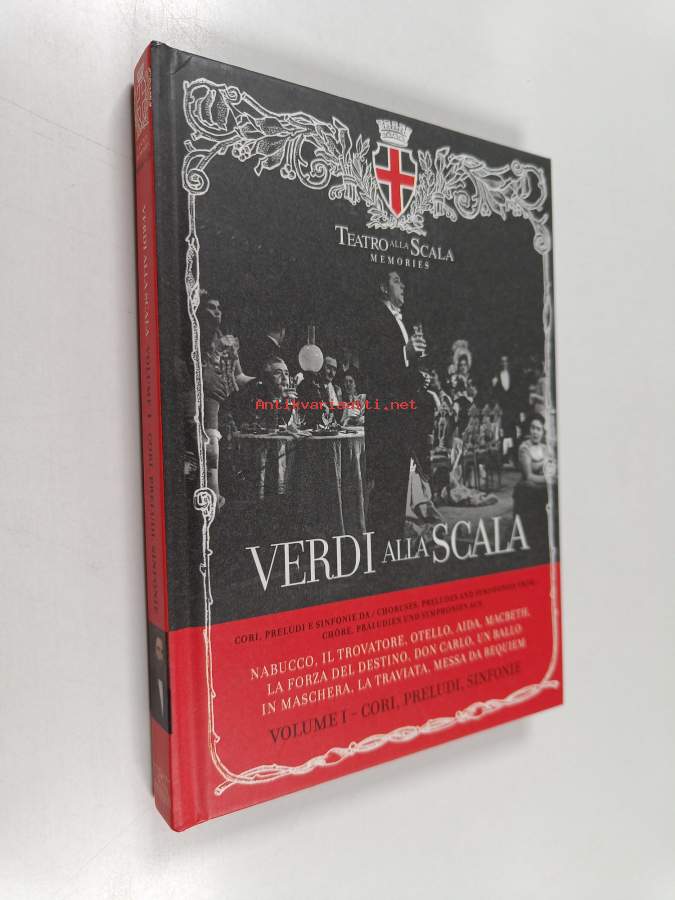 TEATRO ALLA SCALA
MEMORIES
Antikvariaatti.net
VERDI ALLA SCALA
CORI, PRELUDI E SINFONIE DA / CHORUSES, PRELUDES AND SYMPHONIES FROM/
CHÖRE, PRÄLUDIEN UND SYMPHONIEN AUS
NABUCCO, IL TROVATORE, OTELLO, AIDA, MACBETH,
LA FORZA DEL DESTINO, DON CARLO, UN BALLO
IN MASCHERA, LA TRAVIATA, MESSA DA REQUIEM
VOLUME I – CORI, PRELUDI, SINFONIE
VERDI ALLA SCALA VOLUME I - CORI, PRELUDI, SINFONIE